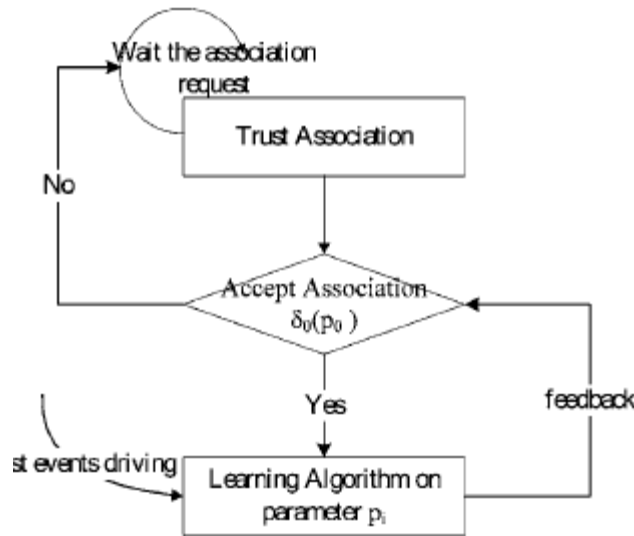 Wait the association
request
Trust Association
No
Accept Association
δ₀(p₀ )
Yes
feedback
st events driving
Learning Algorithm on
parameter pᵢ